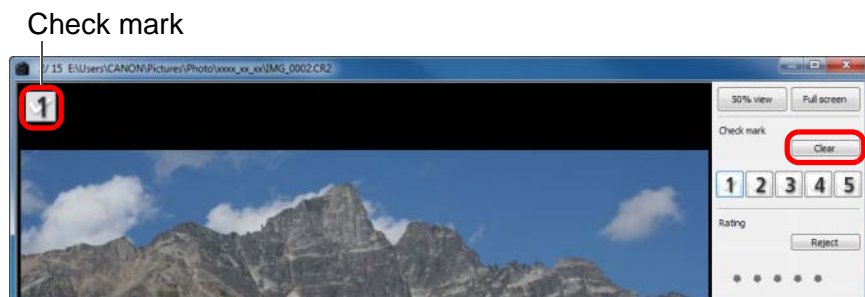 Check mark
2/ 15 E:\Users\CANON\Pictures\Photo\xxxx_xx_xx\IMG_0002.CR2
1
50% view Full screen
Check mark
Clear
1 2 3 4 5
Rating
Reject